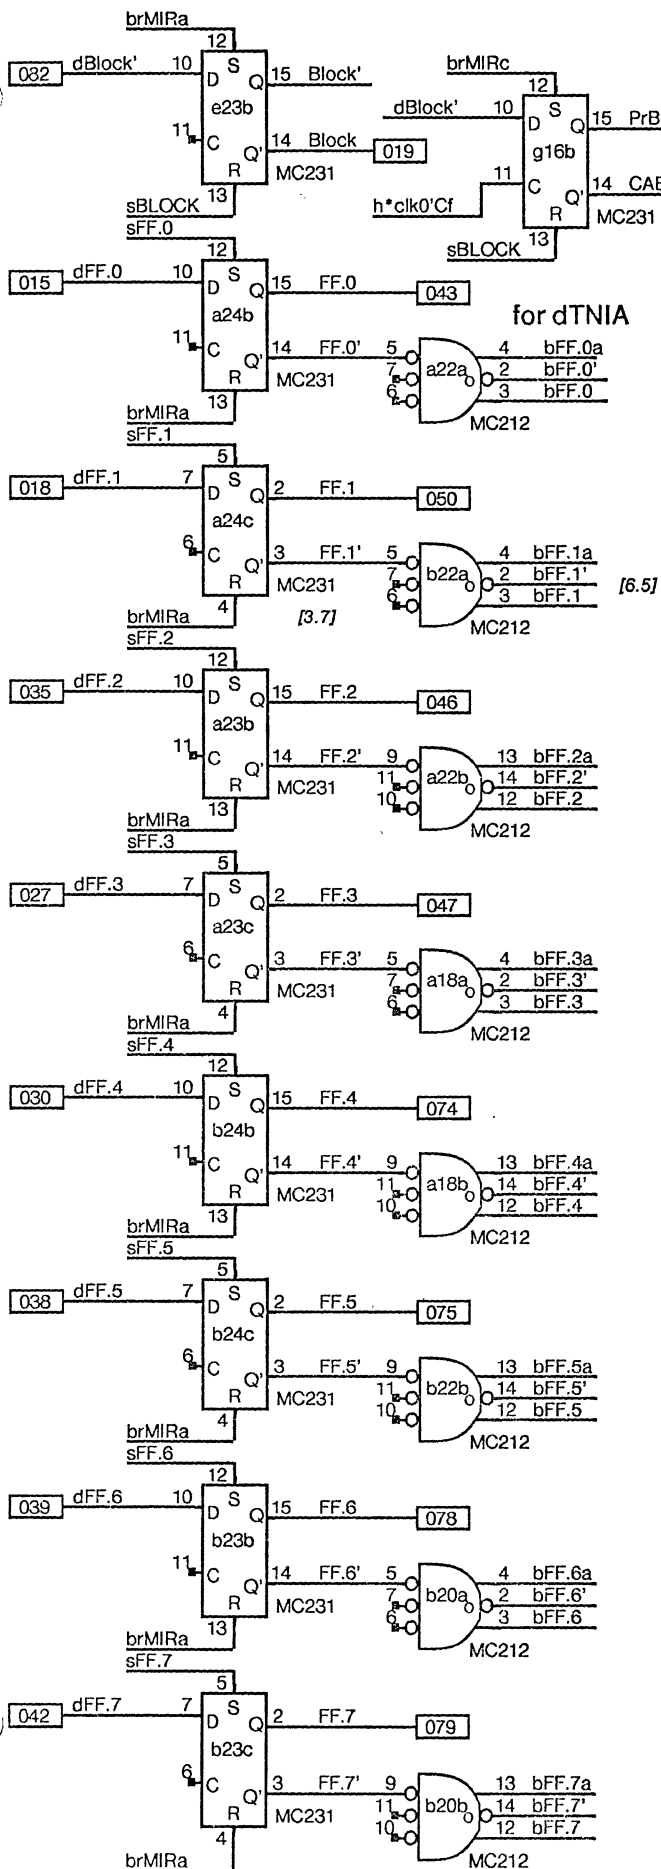 brMIRa
12
082 dBlock' 10 D S Q 15 Block'
e23b
11 C Q' 14 Block 019
R MC231
13
sBLOCK
brMIRc
12
dBlock' 10 D S Q 15 PrB
g16b
h*clk0'Cf 11 C Q' 14 CAB
R MC231
13
sBLOCK
sFF.0
12
015 dFF.0 10 D S Q 15 FF.0 043
for dTNIA
a24b
11 C Q' 14 FF.0' 5 a22a 4 bFF.0a
7 2 bFF.0'
6 3 bFF.0
R MC231 MC212
13
brMIRa
sFF.1
5
018 dFF.1 7 D S Q 2 FF.1 050
a24c
6 C Q' 3 FF.1' 5 b22a 4 bFF.1a
7 2 bFF.1' [6.5]
6 3 bFF.1
R MC231 MC212
4 [3.7]
brMIRa
sFF.2
12
035 dFF.2 10 D S Q 15 FF.2 046
a23b
11 C Q' 14 FF.2' 9 a22b 13 bFF.2a
11 14 bFF.2'
10 12 bFF.2
R MC231 MC212
13
brMIRa
sFF.3
5
027 dFF.3 7 D S Q 2 FF.3 047
a23c
6 C Q' 3 FF.3' 5 a18a 4 bFF.3a
7 2 bFF.3'
6 3 bFF.3
R MC231 MC212
4
brMIRa
sFF.4
12
030 dFF.4 10 D S Q 15 FF.4 074
b24b
11 C Q' 14 FF.4' 9 a18b 13 bFF.4a
11 14 bFF.4'
10 12 bFF.4
R MC231 MC212
13
brMIRa
sFF.5
5
038 dFF.5 7 D S Q 2 FF.5 075
b24c
6 C Q' 3 FF.5' 9 b22b 13 bFF.5a
11 14 bFF.5'
10 12 bFF.5
R MC231 MC212
4
brMIRa
sFF.6
12
039 dFF.6 10 D S Q 15 FF.6 078
b23b
11 C Q' 14 FF.6' 5 b20a 4 bFF.6a
7 2 bFF.6'
6 3 bFF.6
R MC231 MC212
13
brMIRa
sFF.7
5
042 dFF.7 7 D S Q 2 FF.7 079
b23c
6 C Q' 3 FF.7' 9 b20b 13 bFF.7a
11 14 bFF.7'
10 12 bFF.7
R MC231 MC212
4
brMIRa